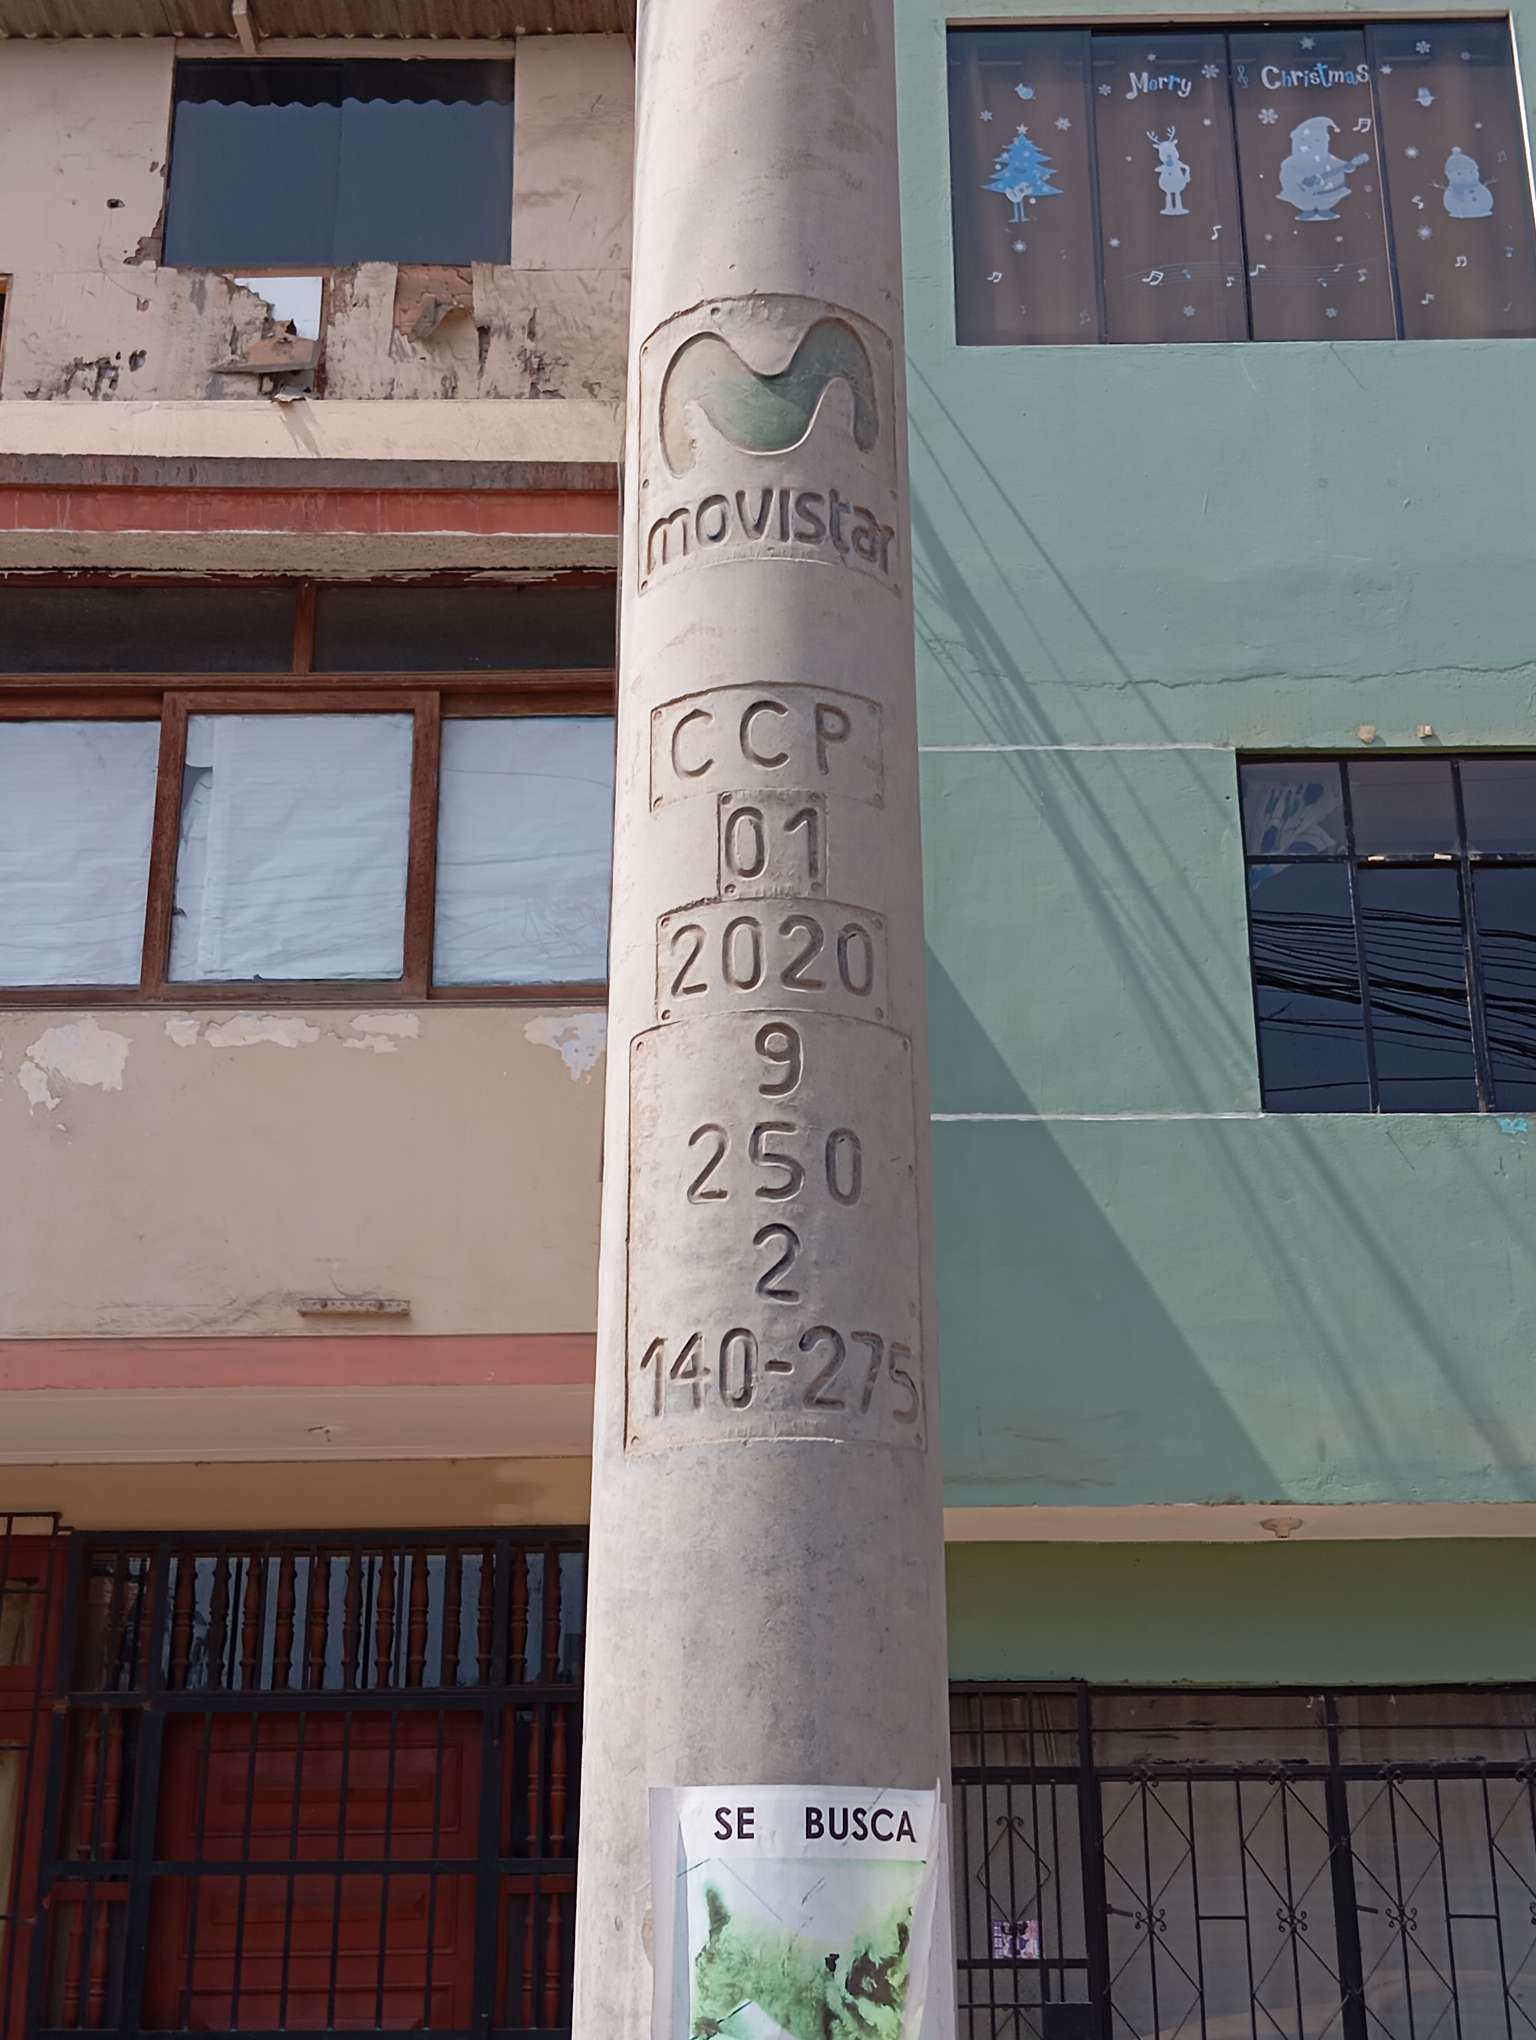 Merry Christmas
movistar
CCP
01
2020
9
250
2
140-275
SE BUSCA